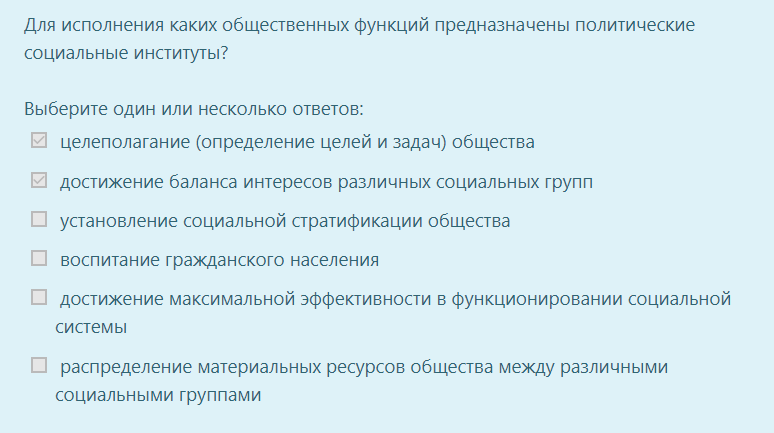 Для исполнения каких общественных функций предназначены политические
социальные институты?
Выберите один или несколько ответов:
целеполагание (определение целей и задач) общества
достижение баланса интересов различных социальных групп
установление социальной стратификации общества
воспитание гражданского населения
достижение максимальной эффективности в функционировании социальной
системы
распределение материальных ресурсов общества между различными
социальными группами